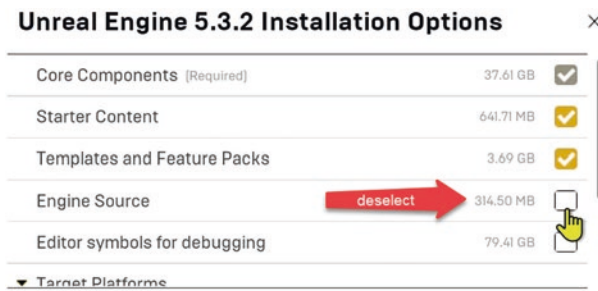 Unreal Engine 5.3.2 Installation Options
Core Components (Required) 37.61 GB
Starter Content 641.71 MB
Templates and Feature Packs 3.69 GB
Engine Source deselect 314.50 MB
Editor symbols for debugging 79.41 GB
Target Platforms